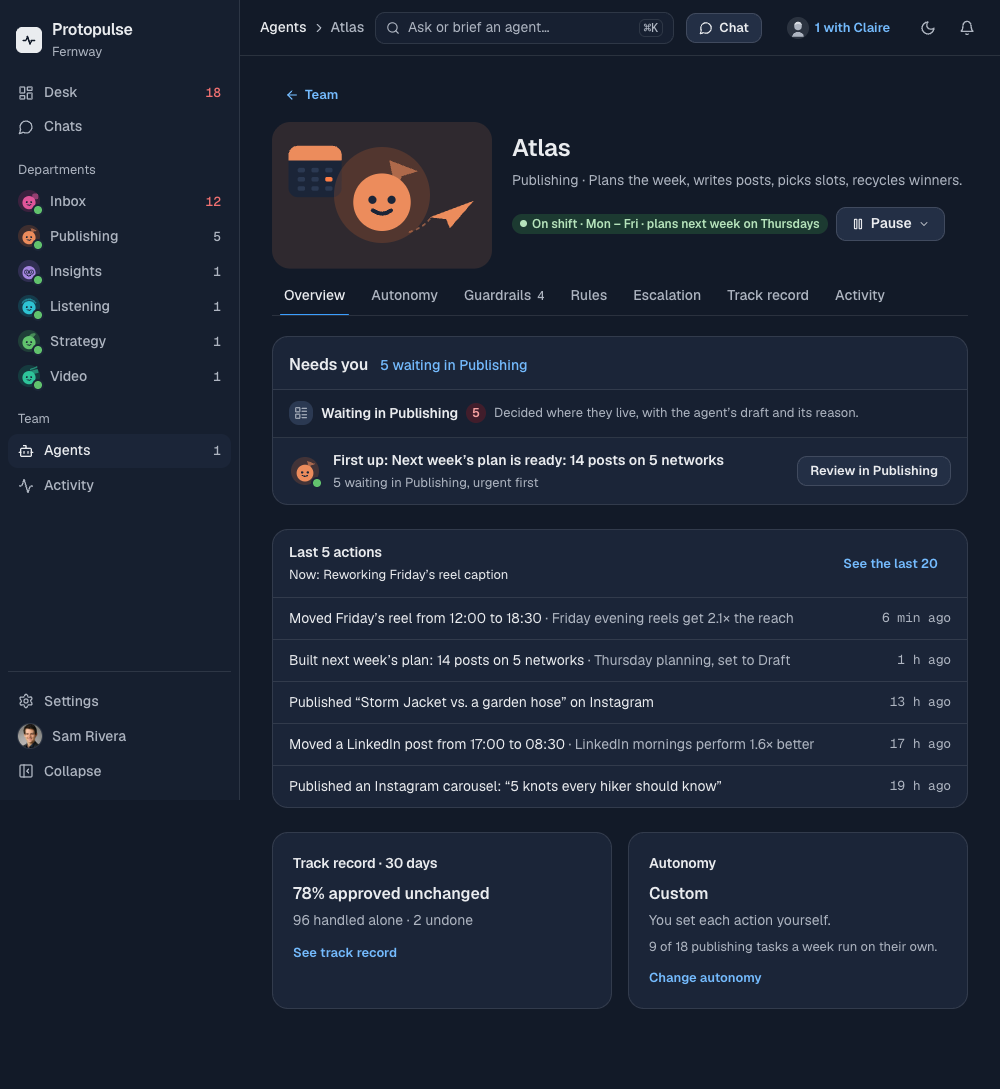 Protopulse
Fernway
Desk 18
Chats
Departments
Inbox 12
Publishing 5
Insights 1
Listening 1
Strategy 1
Video 1
Team
Agents 1
Activity
Settings
Sam Rivera
Collapse
Agents > Atlas
Ask or brief an agent...
⌘K
Chat
1 with Claire
← Team
Atlas
Publishing · Plans the week, writes posts, picks slots, recycles winners.
On shift · Mon – Fri · plans next week on Thursdays
Pause
Overview Autonomy Guardrails 4 Rules Escalation Track record Activity
Needs you 5 waiting in Publishing
Waiting in Publishing 5 Decided where they live, with the agent’s draft and its reason.
First up: Next week’s plan is ready: 14 posts on 5 networks
5 waiting in Publishing, urgent first
Review in Publishing
Last 5 actions
Now: Reworking Friday’s reel caption
See the last 20
Moved Friday’s reel from 12:00 to 18:30 · Friday evening reels get 2.1× the reach 6 min ago
Built next week’s plan: 14 posts on 5 networks · Thursday planning, set to Draft 1 h ago
Published “Storm Jacket vs. a garden hose” on Instagram 13 h ago
Moved a LinkedIn post from 17:00 to 08:30 · LinkedIn mornings perform 1.6× better 17 h ago
Published an Instagram carousel: “5 knots every hiker should know” 19 h ago
Track record · 30 days
78% approved unchanged
96 handled alone · 2 undone
See track record
Autonomy
Custom
You set each action yourself.
9 of 18 publishing tasks a week run on their own.
Change autonomy